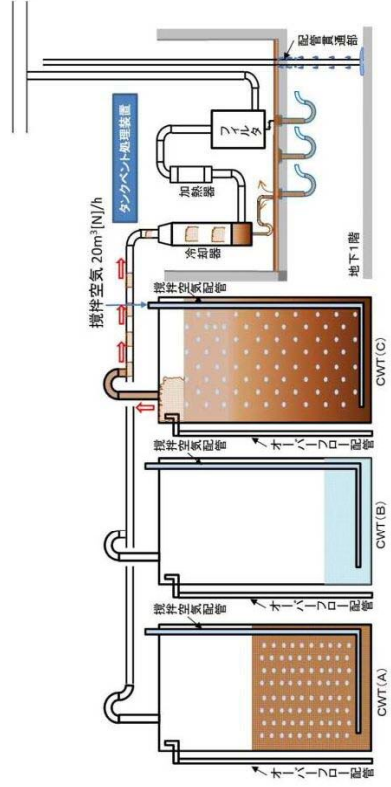 配管貫通部
タンクベント処理装置
フィルタ
加熱器
撹拌空気 20m³[N]/h
冷却器
地下1階
撹拌空気配管
撹拌空気配管
撹拌空気配管
オーバーフロー配管
オーバーフロー配管
オーバーフロー配管
CWT(A)
CWT(B)
CWT(C)